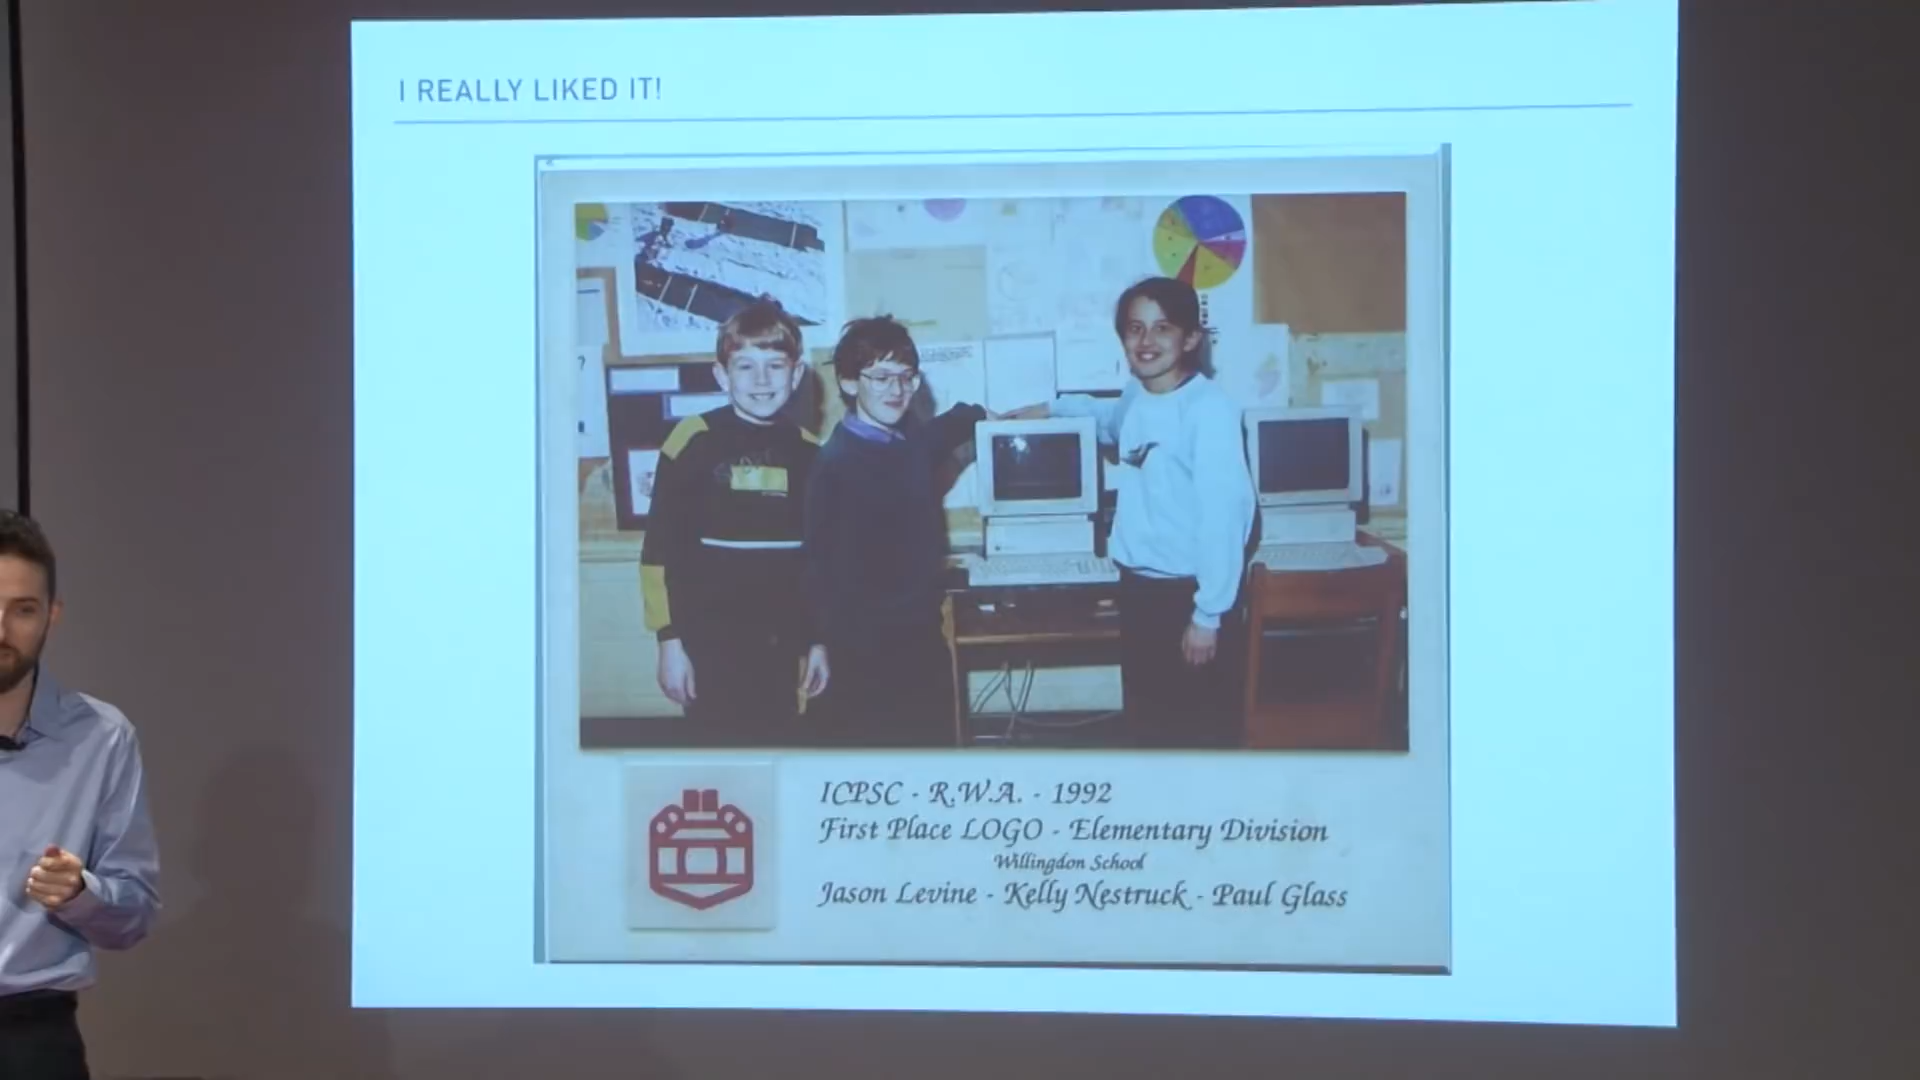 I REALLY LIKED IT!
ICPSC - R.W.A. - 1992
First Place LOGO - Elementary Division
Willingdon School
Jason Levine - Kelly Nestruck - Paul Glass